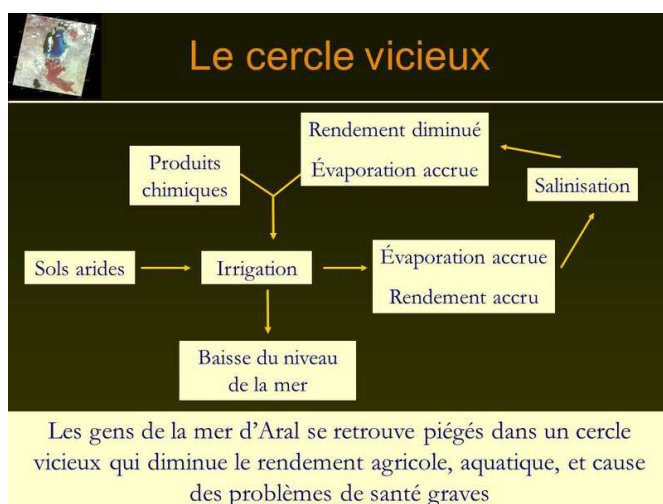 Le cercle vicieux
Rendement diminué
Évaporation accrue
Produits
chimiques
Salinisation
Sols arides
Irrigation
Évaporation accrue
Rendement accru
Baisse du niveau
de la mer
Les gens de la mer d'Aral se retrouve piégés dans un cercle
vicieux qui diminue le rendement agricole, aquatique, et cause
des problèmes de santé graves